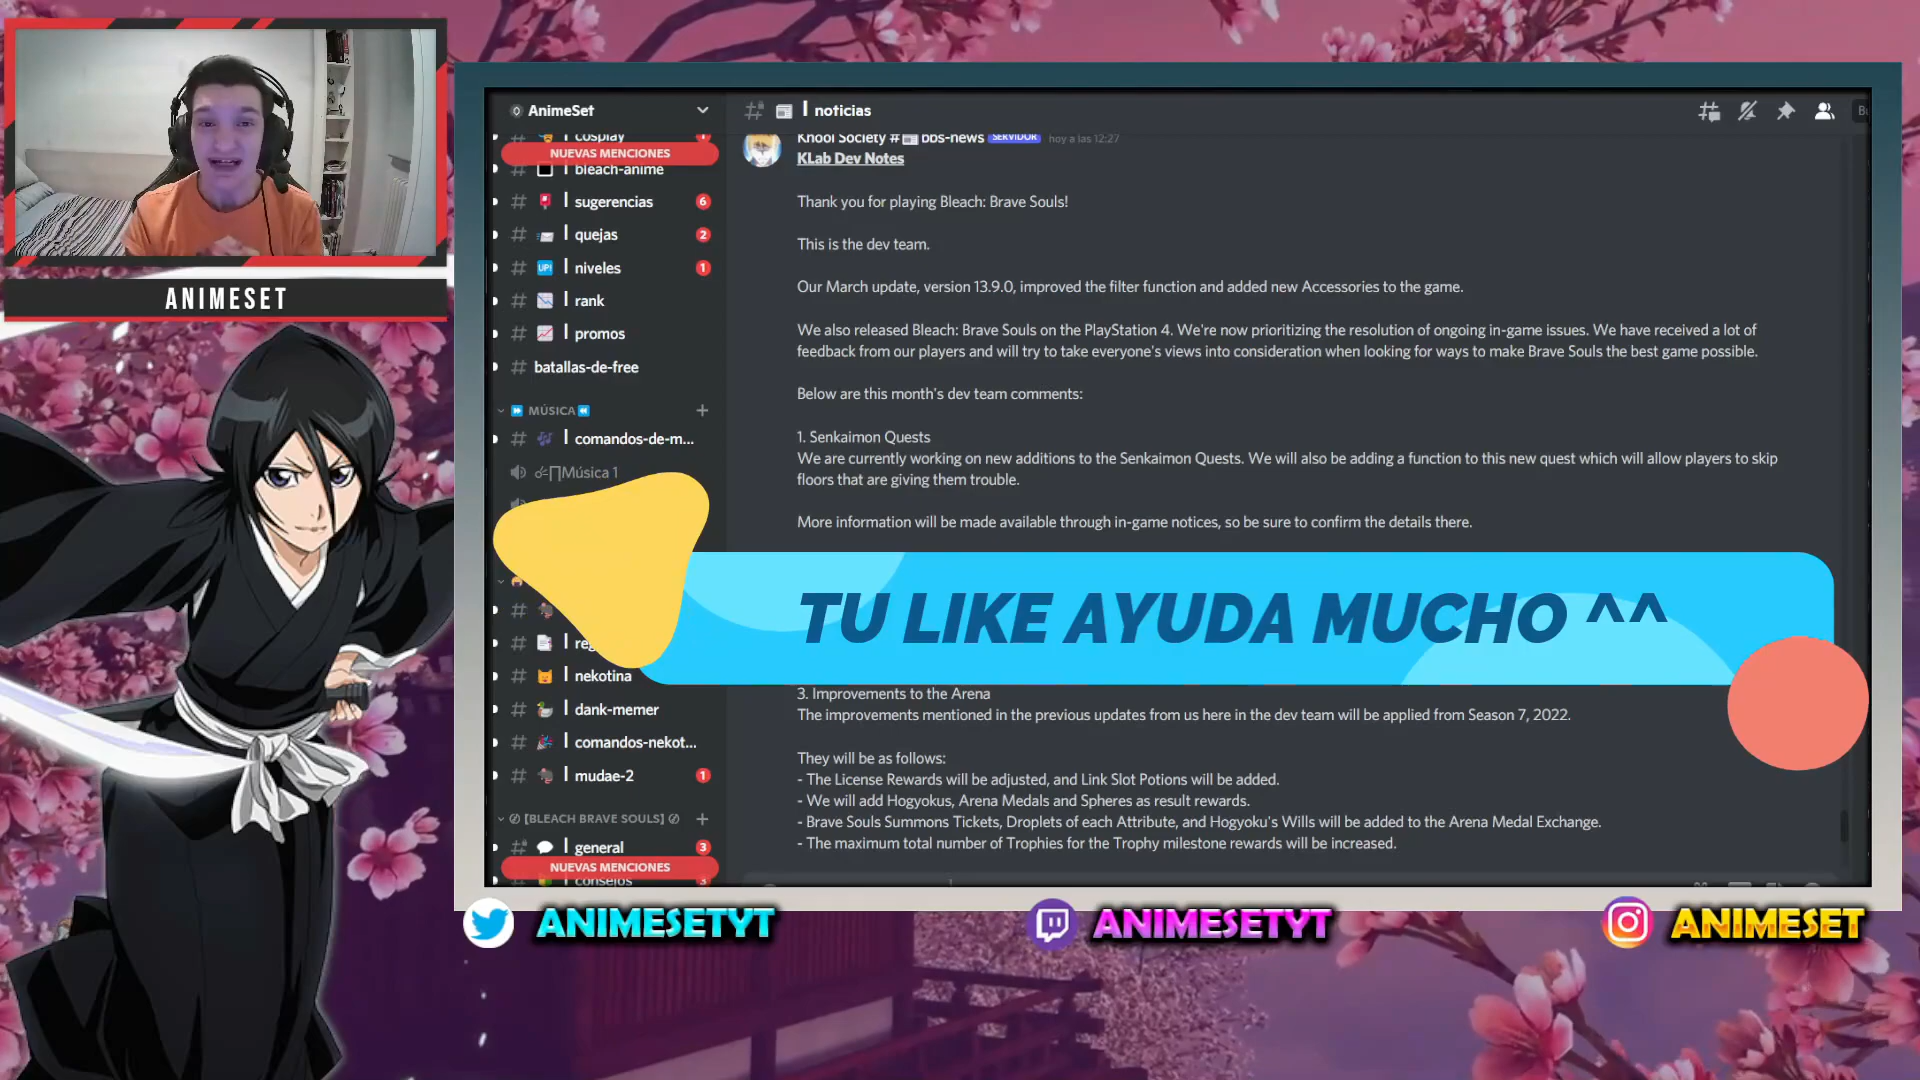 AnimeSet
noticias
cosplay
1
NUEVAS MENCIONES
bleach-anime
sugerencias
6
quejas
2
UP!
niveles
1
rank
promos
batallas-de-free
MÚSICA
comandos-de-m...
Música 1
nekotina
dank-memer
comandos-nekot...
mudae-2
1
[BLEACH BRAVE SOULS]
general
3
NUEVAS MENCIONES
consejos
3
ANIMESET
Khool Society # bbs-news SERVIDOR hoy a las 12:27
KLab Dev Notes
Thank you for playing Bleach: Brave Souls!
This is the dev team.
Our March update, version 13.9.0, improved the filter function and added new Accessories to the game.
We also released Bleach: Brave Souls on the PlayStation 4. We're now prioritizing the resolution of ongoing in-game issues. We have received a lot of
feedback from our players and will try to take everyone's views into consideration when looking for ways to make Brave Souls the best game possible.
Below are this month's dev team comments:
1. Senkaimon Quests
We are currently working on new additions to the Senkaimon Quests. We will also be adding a function to this new quest which will allow players to skip
floors that are giving them trouble.
More information will be made available through in-game notices, so be sure to confirm the details there.
TU LIKE AYUDA MUCHO ^^
3. Improvements to the Arena
The improvements mentioned in the previous updates from us here in the dev team will be applied from Season 7, 2022.
They will be as follows:
- The License Rewards will be adjusted, and Link Slot Potions will be added.
- We will add Hogyokus, Arena Medals and Spheres as result rewards.
- Brave Souls Summons Tickets, Droplets of each Attribute, and Hogyoku's Wills will be added to the Arena Medal Exchange.
- The maximum total number of Trophies for the Trophy milestone rewards will be increased.
ANIMESETYT
ANIMESETYT
ANIMESET